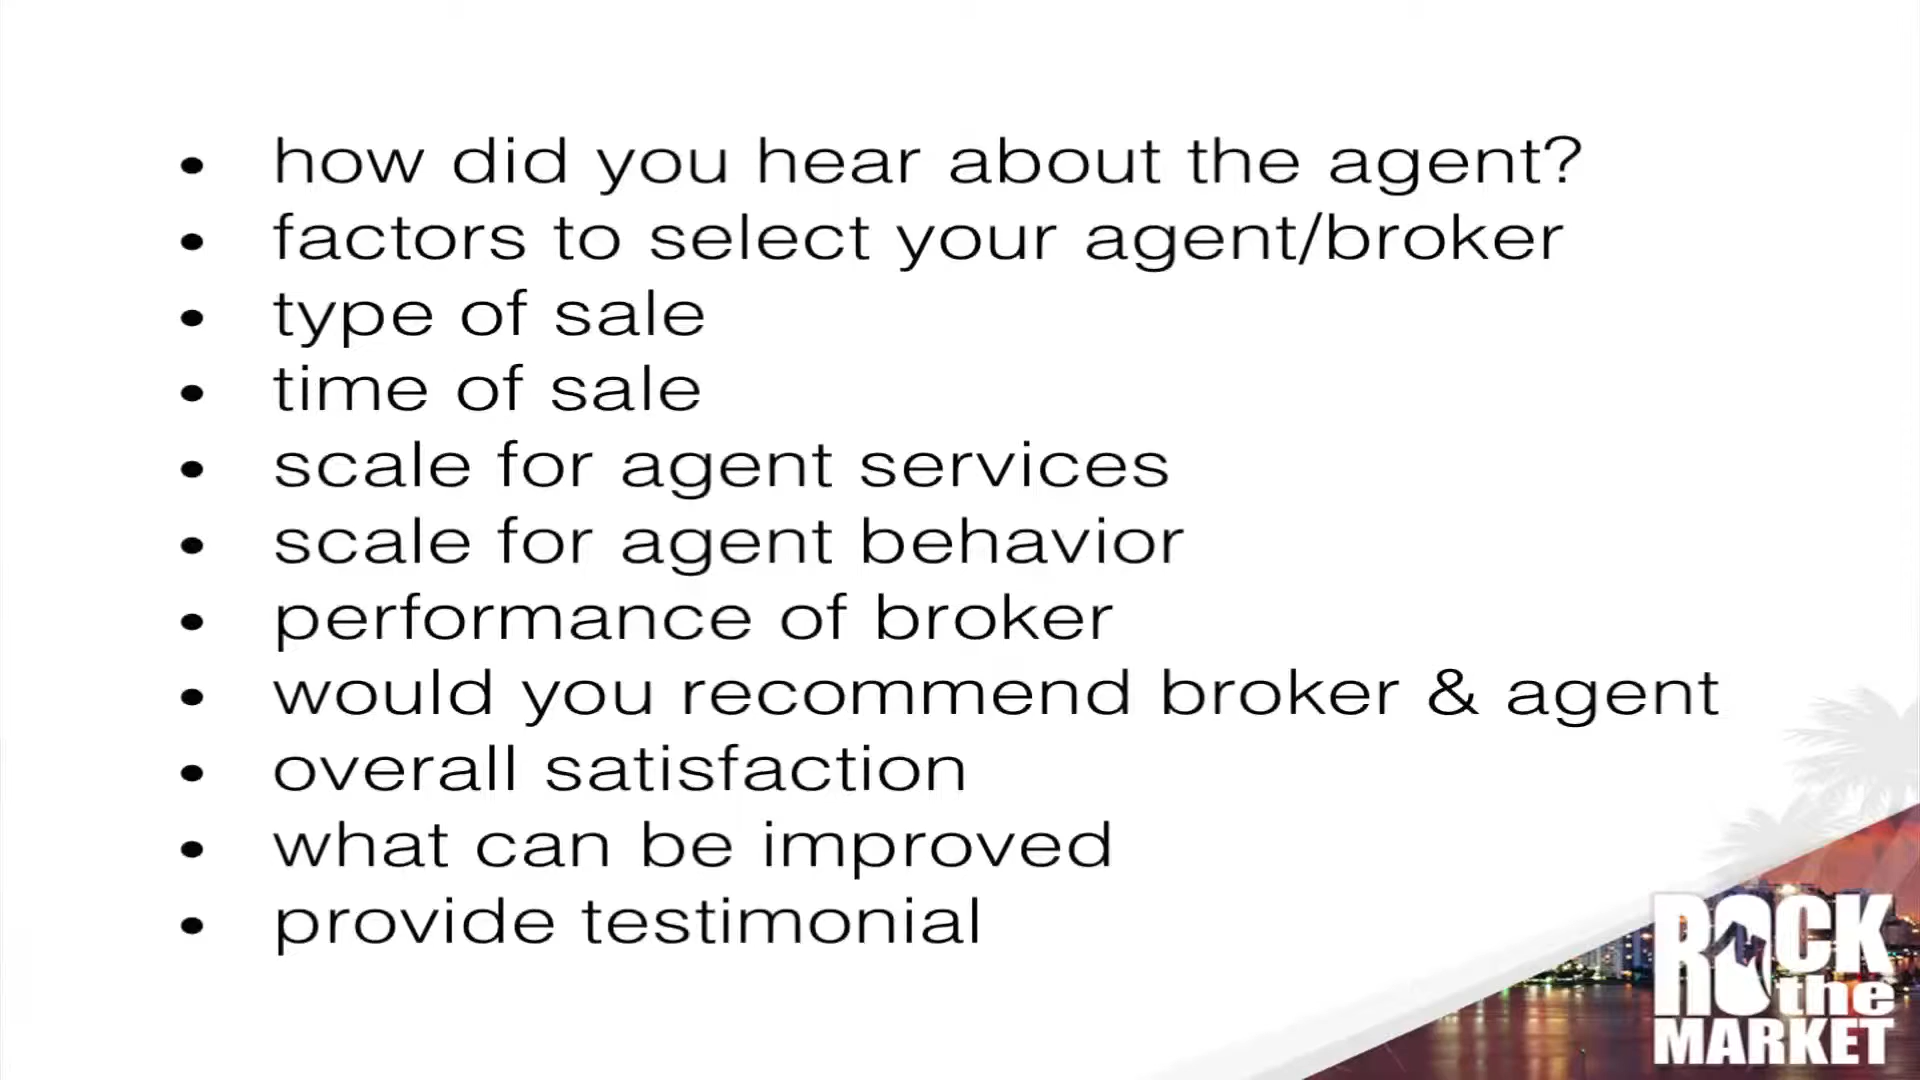 • how did you hear about the agent?
• factors to select your agent/broker
• type of sale
• time of sale
• scale for agent services
• scale for agent behavior
• performance of broker
• would you recommend broker & agent
• overall satisfaction
• what can be improved
• provide testimonial
ROCK
the
MARKET